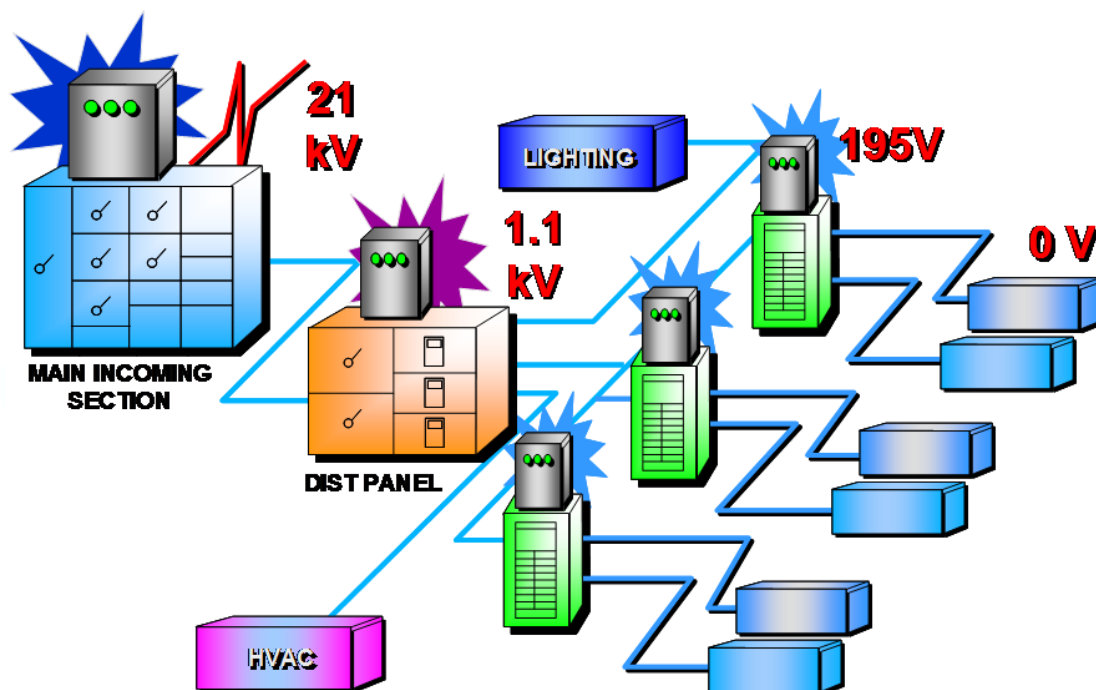 21
kV
LIGHTING
195V
1.1
kV
0 V
MAIN INCOMING
SECTION
DIST PANEL
HVAC